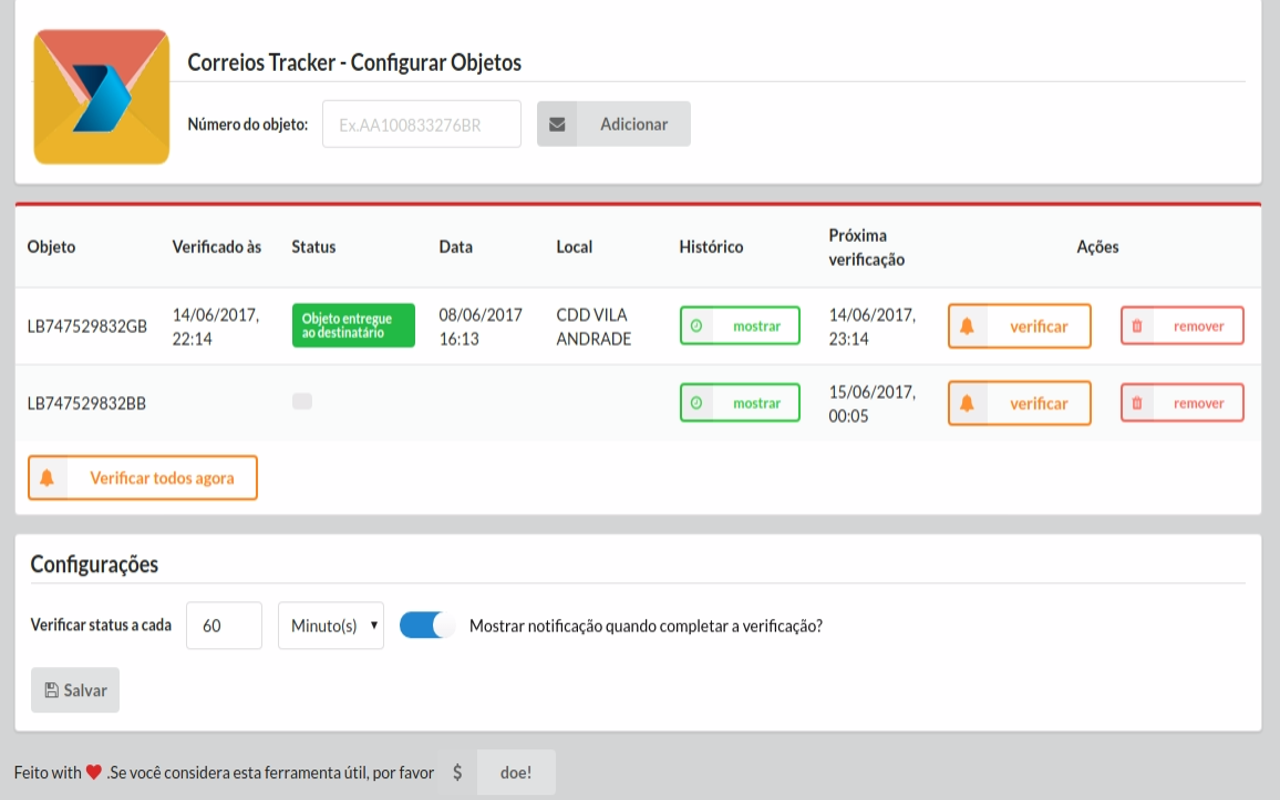 Correios Tracker - Configurar Objetos
Número do objeto: Ex.AA100833276BR Adicionar
Objeto Verificado às Status Data Local Histórico Próxima verificação Ações
LB747529832GB 14/06/2017, 22:14 Objeto entregue ao destinatário 08/06/2017 16:13 CDD VILA ANDRADE mostrar 14/06/2017, 23:14 verificar remover
LB747529832BB mostrar 15/06/2017, 00:05 verificar remover
Verificar todos agora
Configurações
Verificar status a cada 60 Minuto(s) Mostrar notificação quando completar a verificação?
Salvar
Feito with ❤ .Se você considera esta ferramenta útil, por favor $ doe!